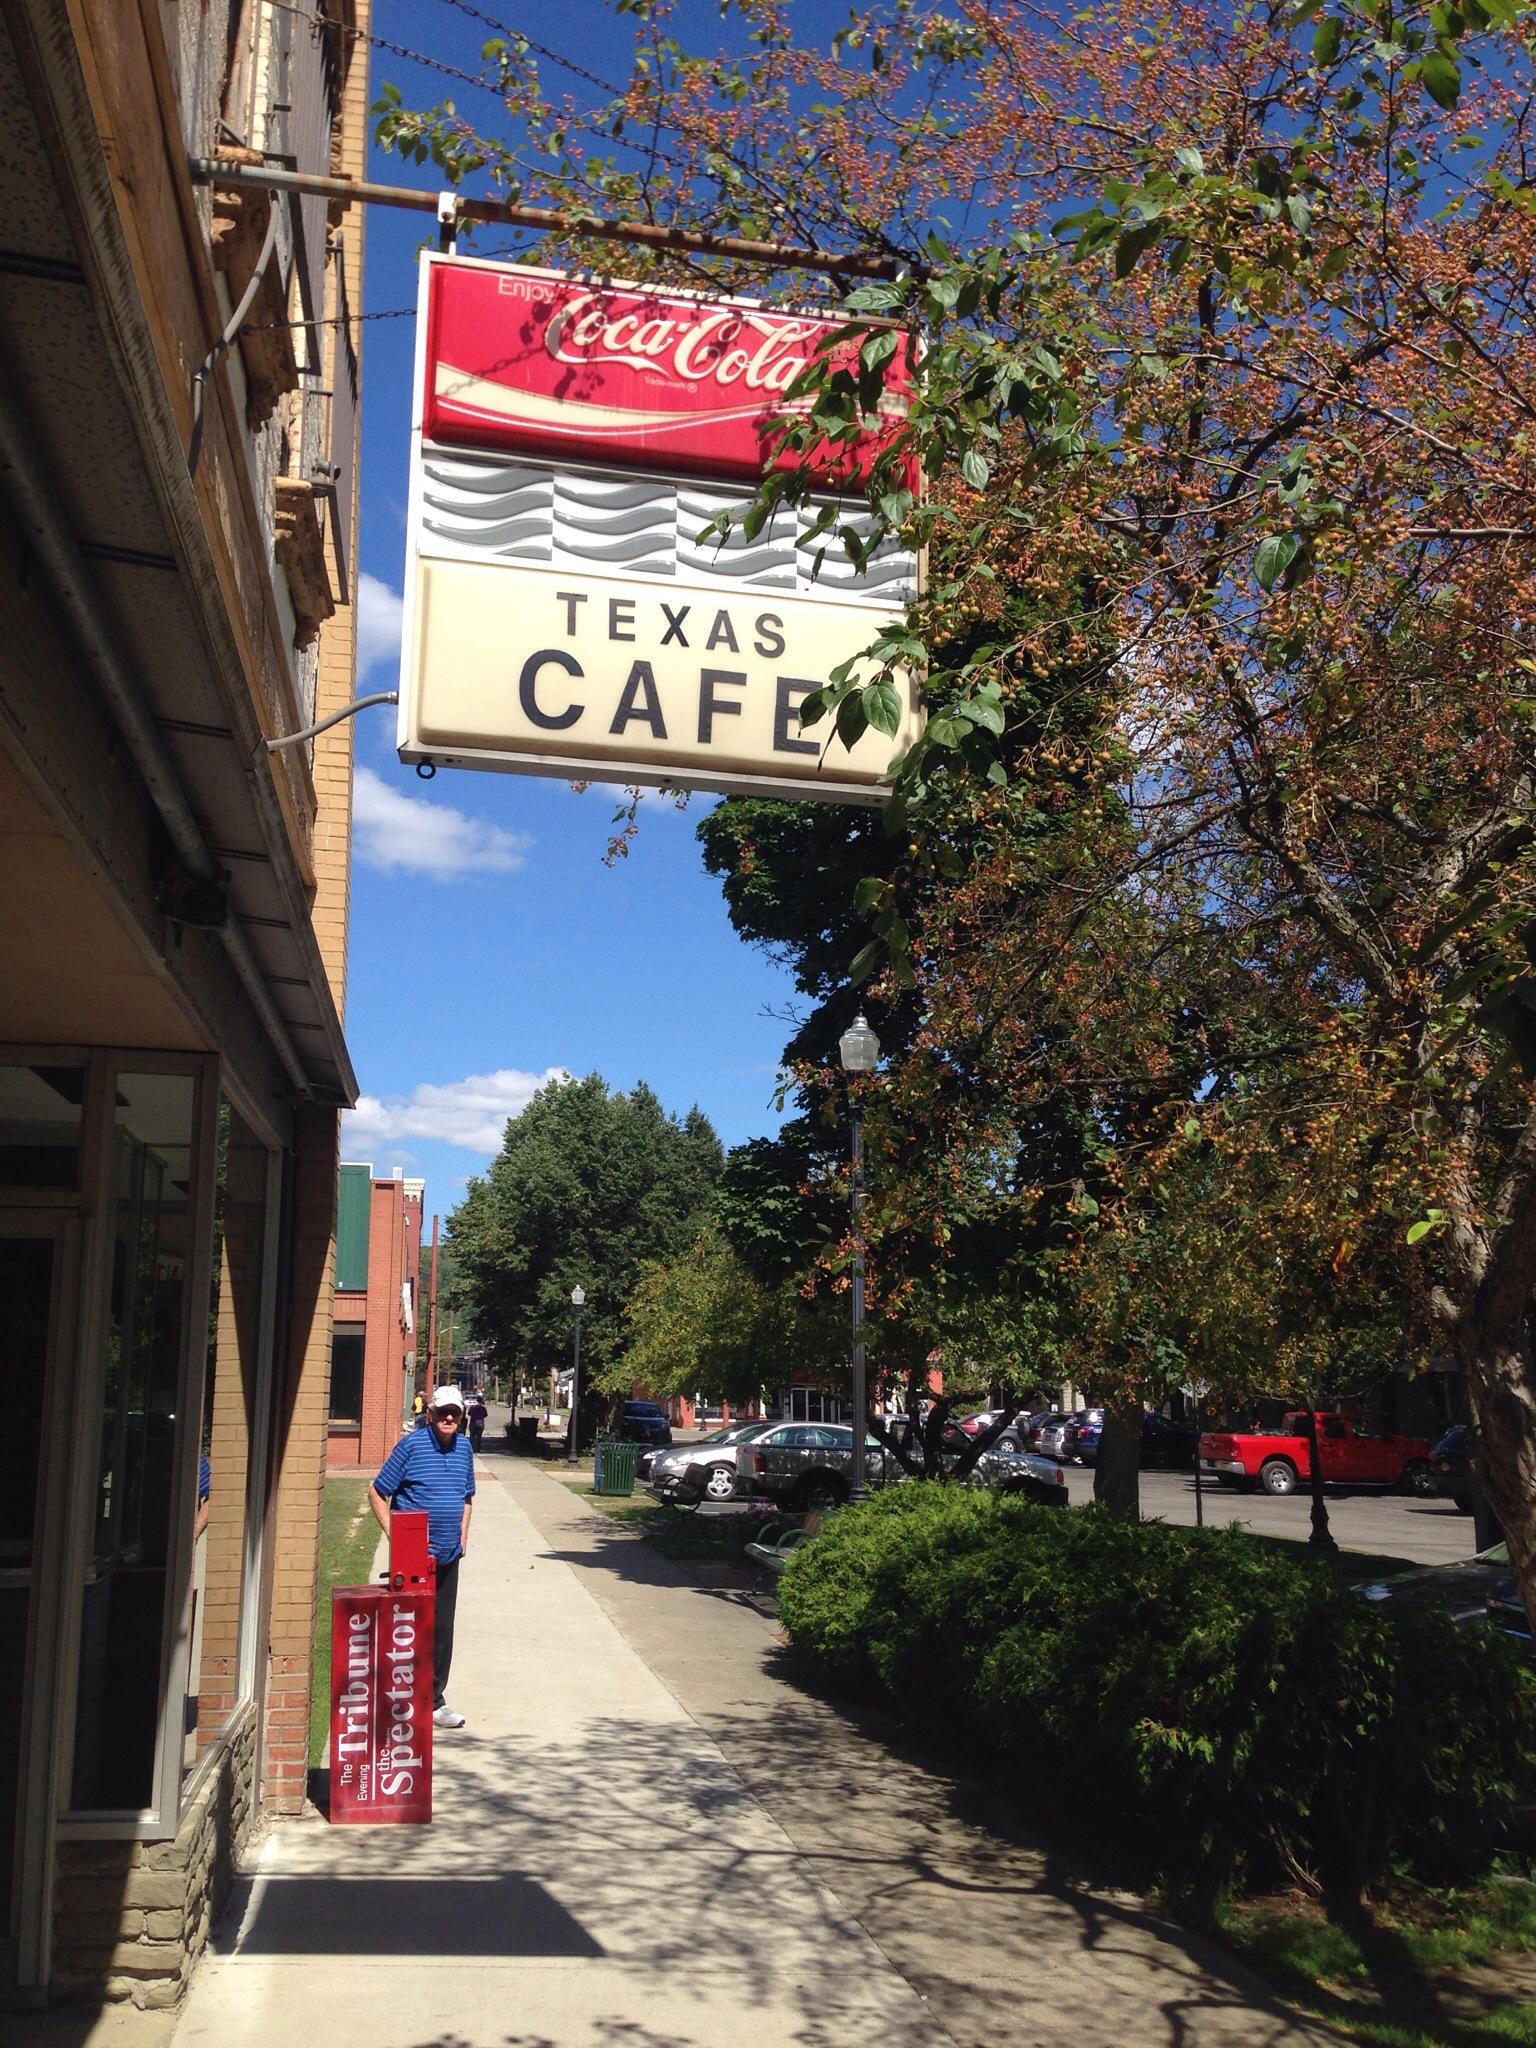 Enjoy
Coca-Cola
Trade-mark ®
TEXAS
CAFE
The
Evening
Tribune
the
Spectator